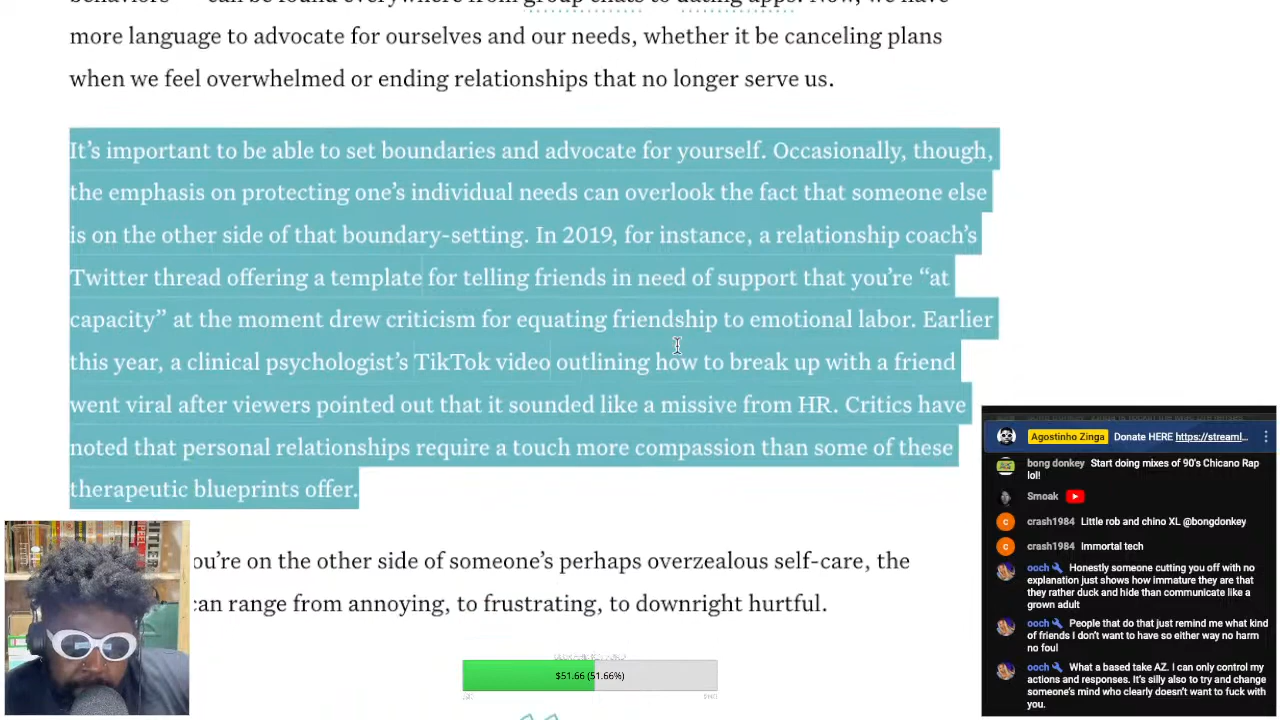 behaviors — can be found everywhere from group chats to dating apps. Now, we have
more language to advocate for ourselves and our needs, whether it be canceling plans
when we feel overwhelmed or ending relationships that no longer serve us.
It’s important to be able to set boundaries and advocate for yourself. Occasionally, though,
the emphasis on protecting one’s individual needs can overlook the fact that someone else
is on the other side of that boundary-setting. In 2019, for instance, a relationship coach’s
Twitter thread offering a template for telling friends in need of support that you’re “at
capacity” at the moment drew criticism for equating friendship to emotional labor. Earlier
this year, a clinical psychologist’s TikTok video outlining how to break up with a friend
went viral after viewers pointed out that it sounded like a missive from HR. Critics have
noted that personal relationships require a touch more compassion than some of these
therapeutic blueprints offer.
ou’re on the other side of someone’s perhaps overzealous self-care, the
can range from annoying, to frustrating, to downright hurtful.
$51.66 (51.66%)
Agostinho Zinga Donate HERE https://streaml...
bong donkey Start doing mixes of 90's Chicano Rap
lol!
Smoak
crash1984 Little rob and chino XL @bongdonkey
crash1984 Immortal tech
ooch Honestly someone cutting you off with no
explanation just shows how immature they are that
they rather duck and hide than communicate like a
grown adult
ooch People that do that just remind me what kind
of friends I don’t want to have so either way no harm
no foul
ooch What a based take AZ. I can only control my
actions and responses. It’s silly also to try and change
someone’s mind who clearly doesn’t want to fuck with
you.